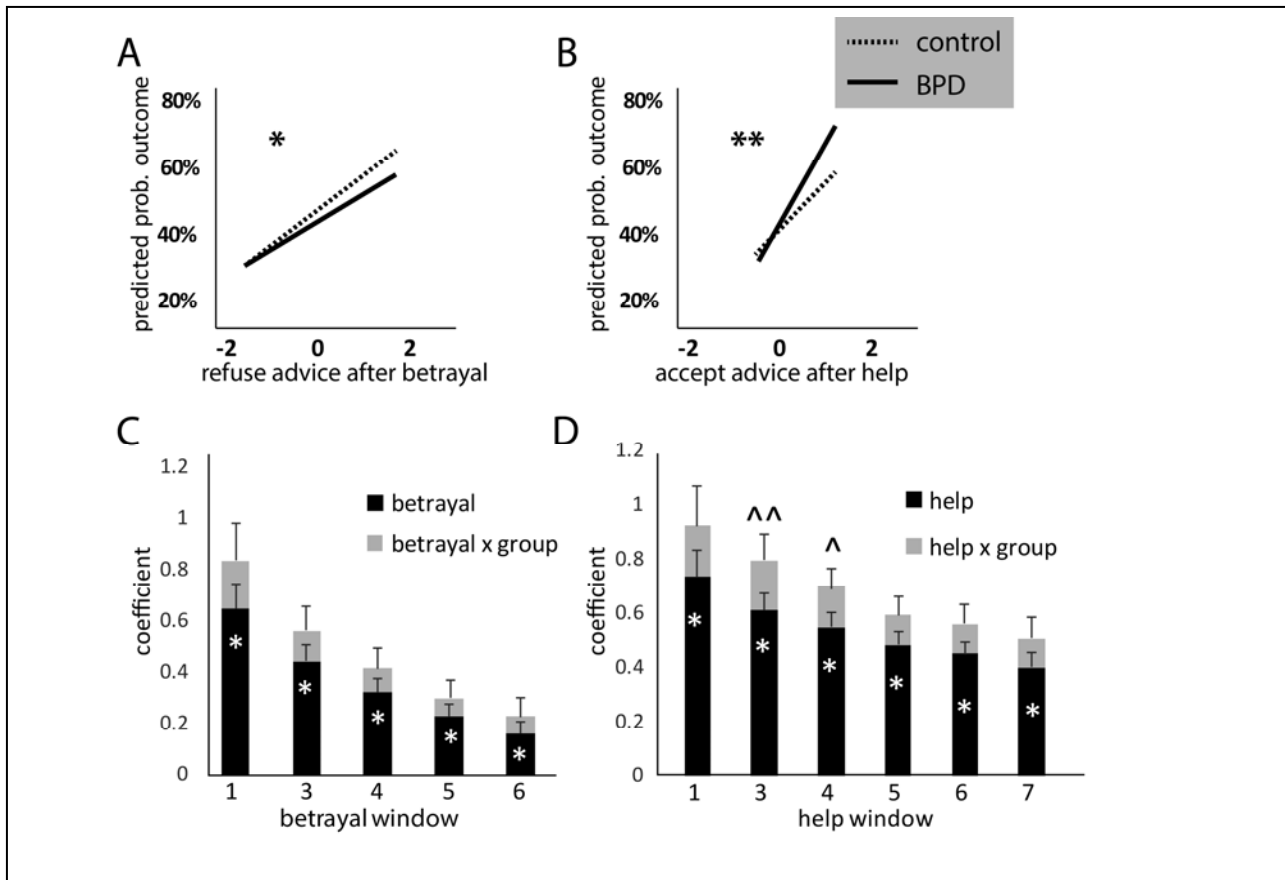 A
B
control
BPD
predicted prob. outcome
80%
60%
40%
20%
*
-2 0 2
refuse advice after betrayal
predicted prob. outcome
80%
60%
40%
20%
**
-2 0 2
accept advice after help
C
coefficient
1.2
1
0.8
0.6
0.4
0.2
0
betrayal
betrayal x group
* * * * *
1 3 4 5 6
betrayal window
D
coefficient
1.2
1
0.8
0.6
0.4
0.2
0
^^ ^
help
help x group
* * * * * *
1 3 4 5 6 7
help window